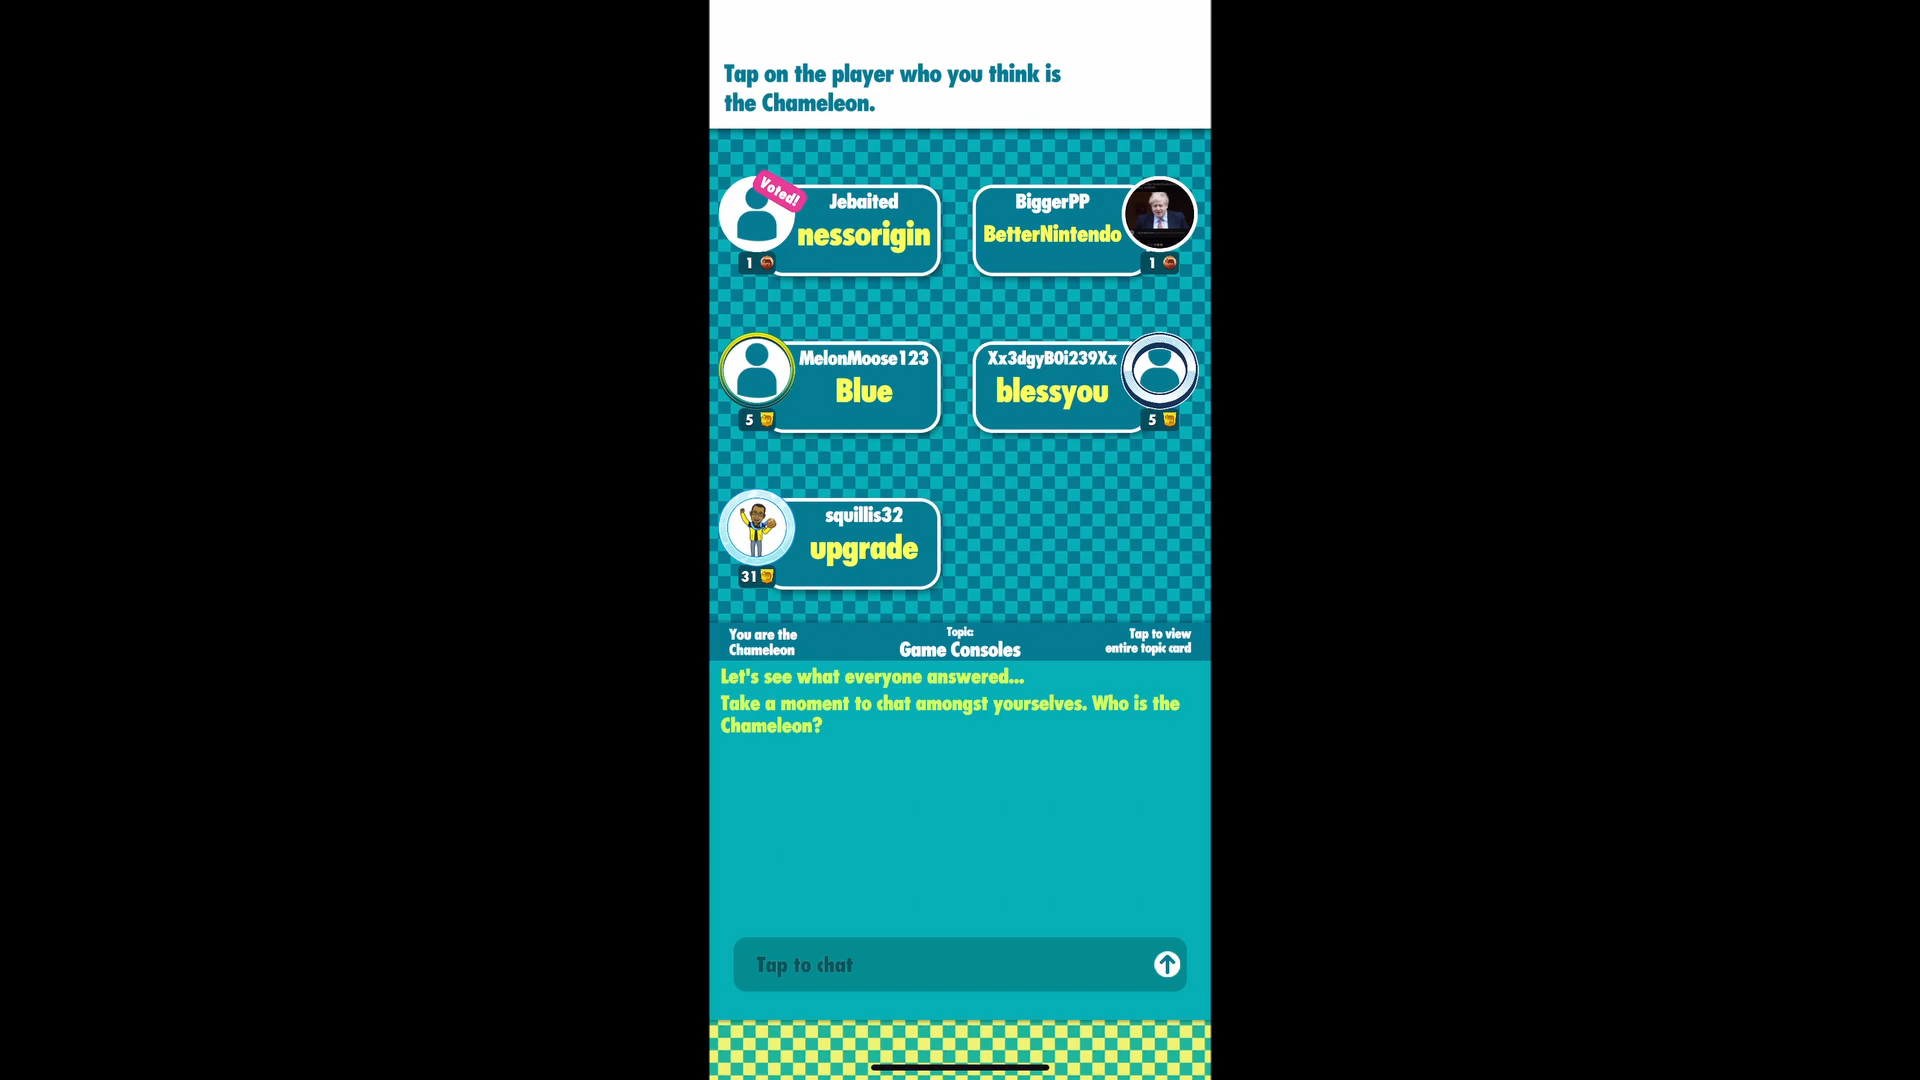 Tap on the player who you think is
the Chameleon.
Voted!
Jebaited
nessorigin
1
BiggerPP
BetterNintendo
1
MelonMoose123
Blue
5
Xx3dgyB0i239Xx
blessyou
5
squillis32
upgrade
31
You are the
Chameleon
Topic:
Game Consoles
Tap to view
entire topic card
Let's see what everyone answered...
Take a moment to chat amongst yourselves. Who is the
Chameleon?
Tap to chat